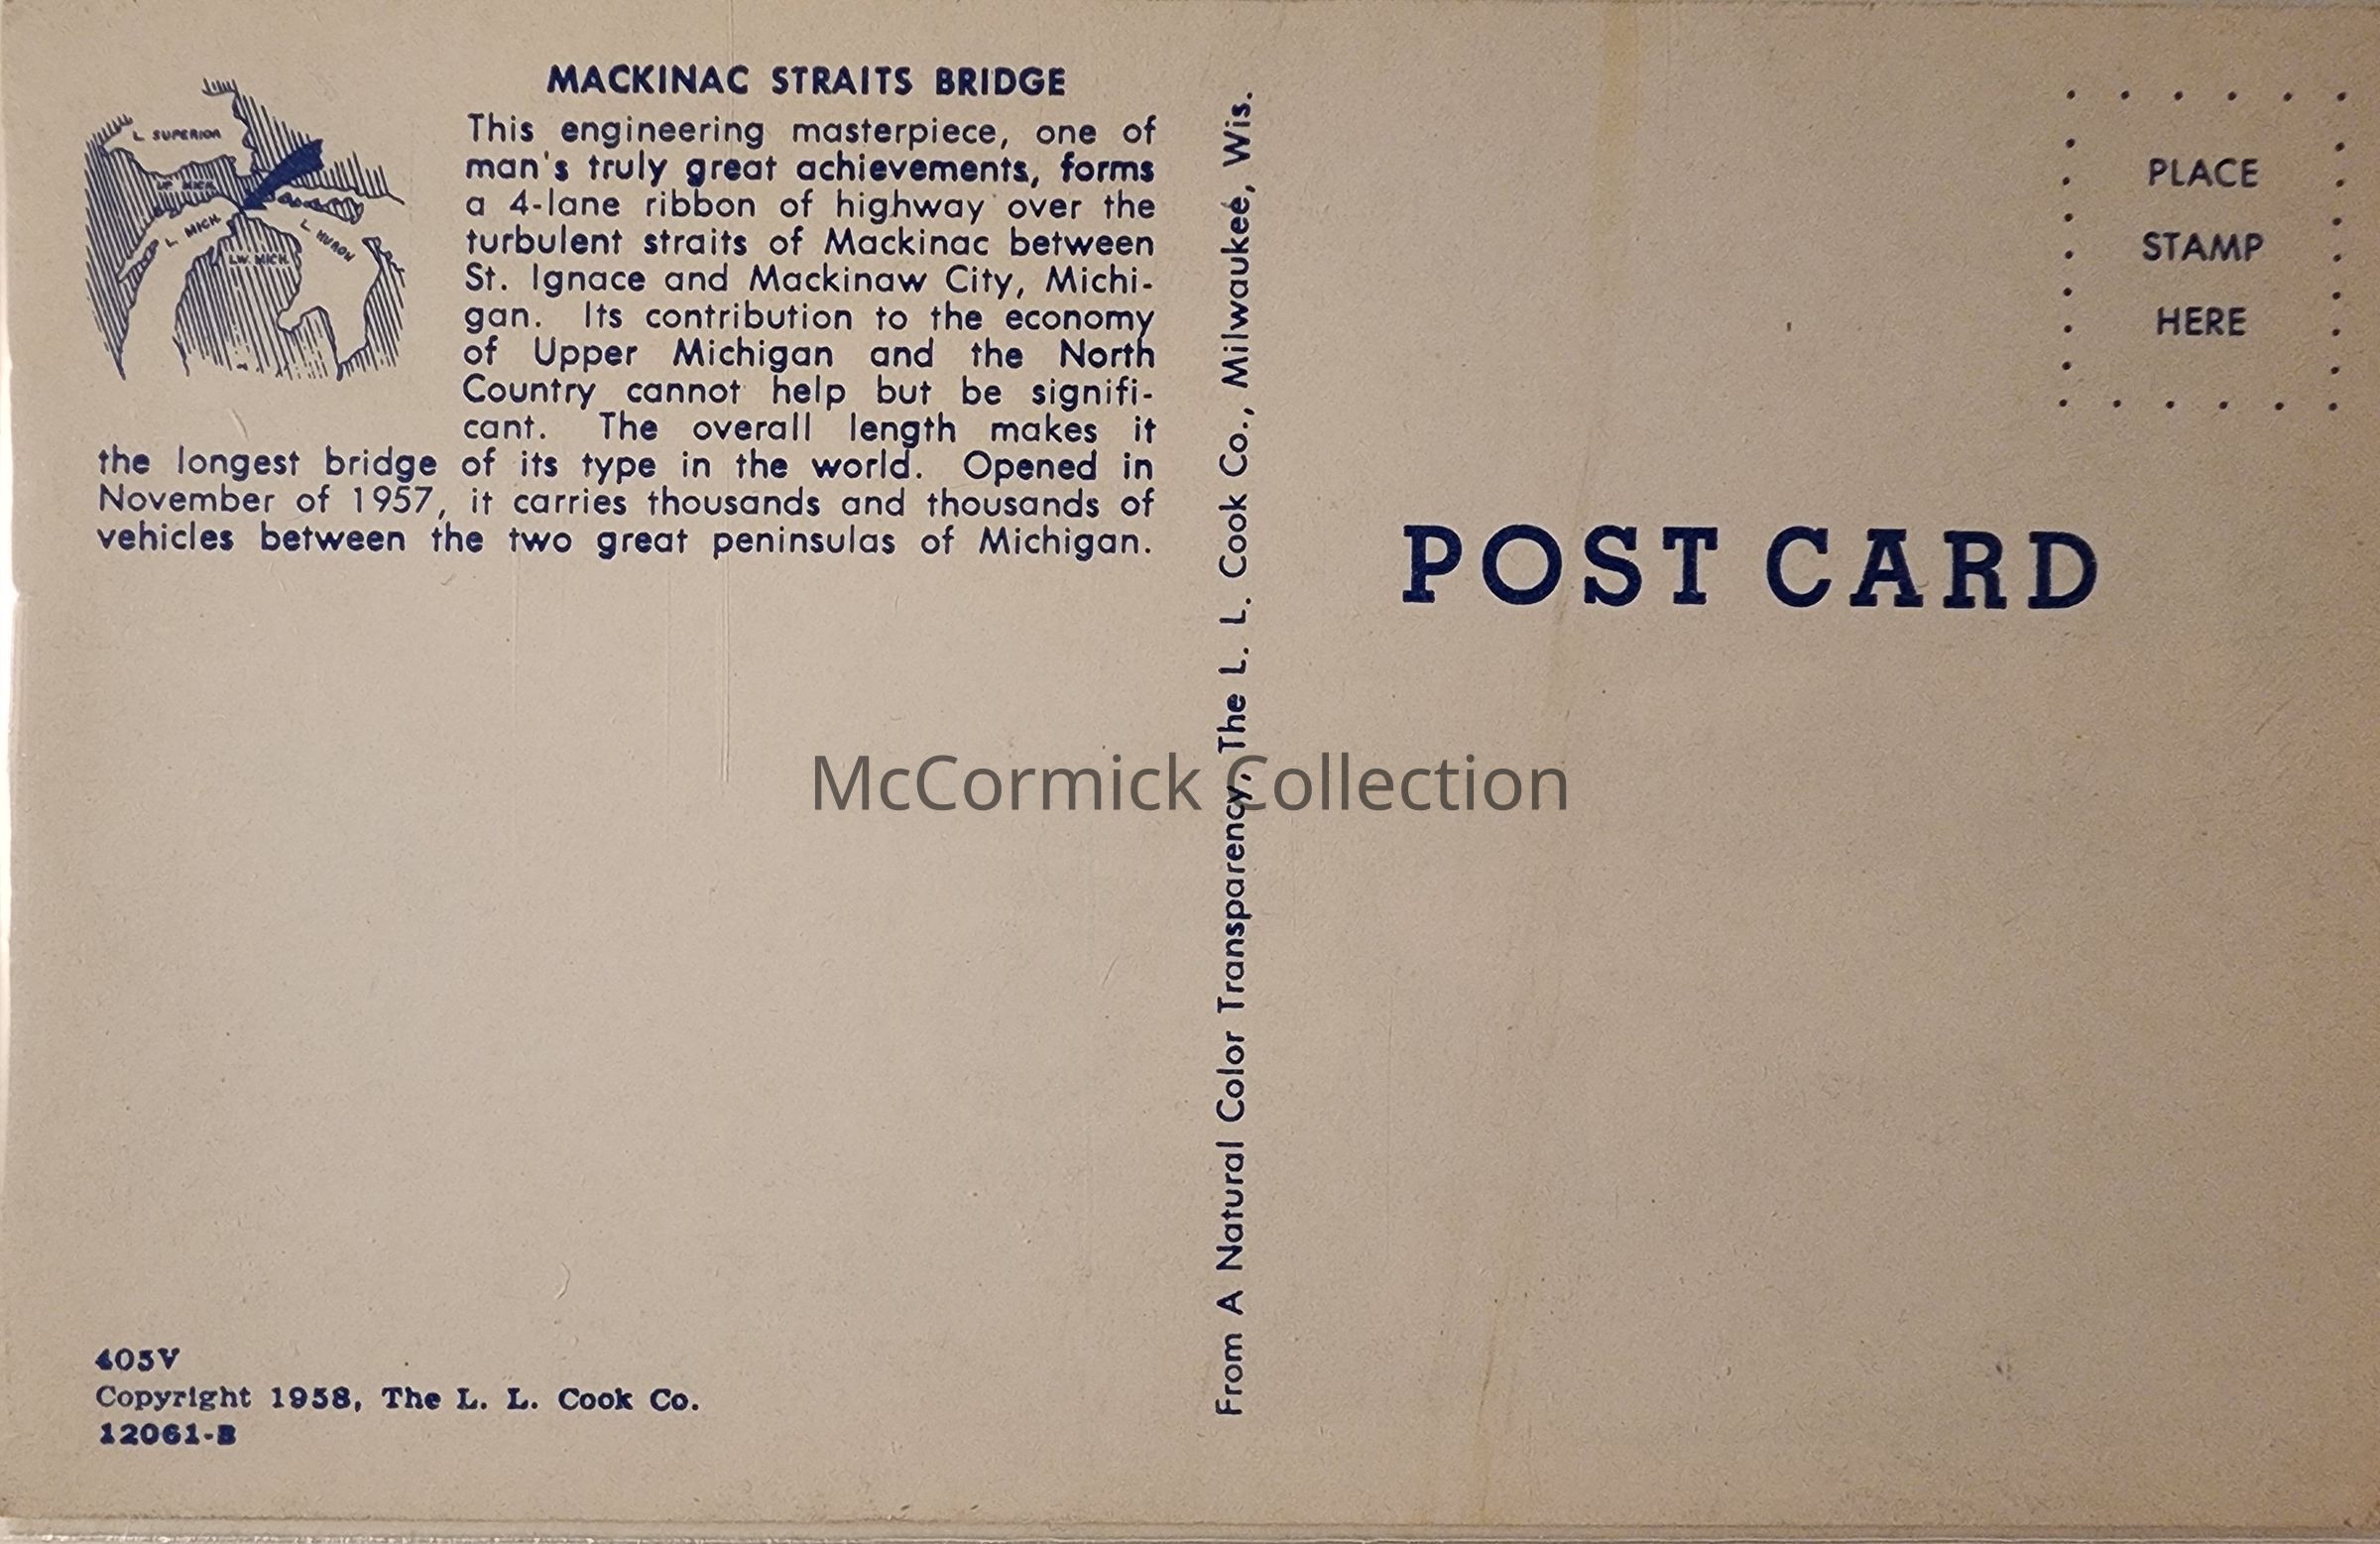 MACKINAC STRAITS BRIDGE
L. SUPERIOR
UP. MICH.
L. MICH.
L. HURON
LW. MICH.
This engineering masterpiece, one of
man's truly great achievements, forms
a 4-lane ribbon of highway over the
turbulent straits of Mackinac between
St. Ignace and Mackinaw City, Michi-
gan. Its contribution to the economy
of Upper Michigan and the North
Country cannot help but be signifi-
cant. The overall length makes it
the longest bridge of its type in the world. Opened in
November of 1957, it carries thousands and thousands of
vehicles between the two great peninsulas of Michigan.
405V
Copyright 1958, The L. L. Cook Co.
12061-B
From A Natural Color Transparency, The L. L. Cook Co., Milwaukee, Wis.
PLACE
STAMP
HERE
POST CARD
McCormick Collection